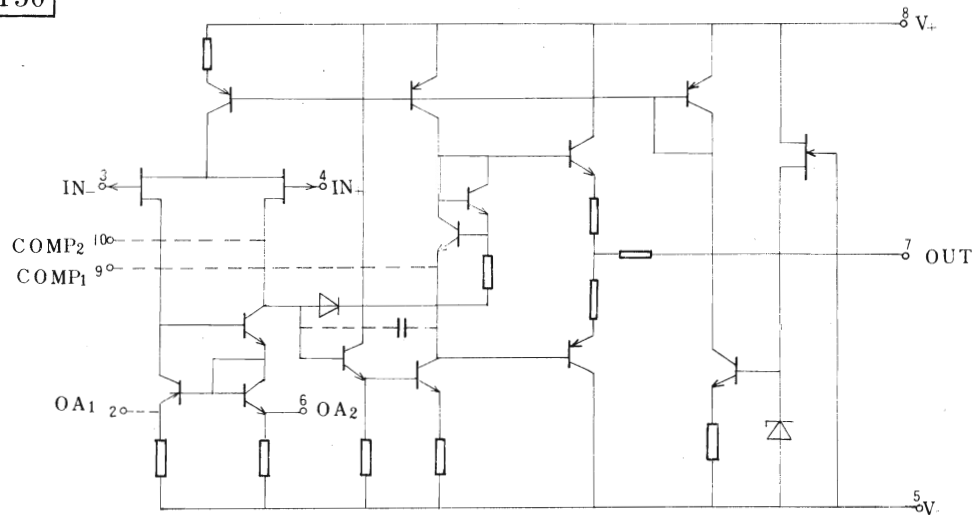 8 V+
3 IN-
4 IN+
COMP2 10
COMP1 9
7 OUT
OA1 2
6 OA2
5 V-